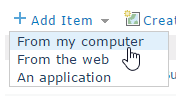 Add Item Creat
From my computer
From the web
An application